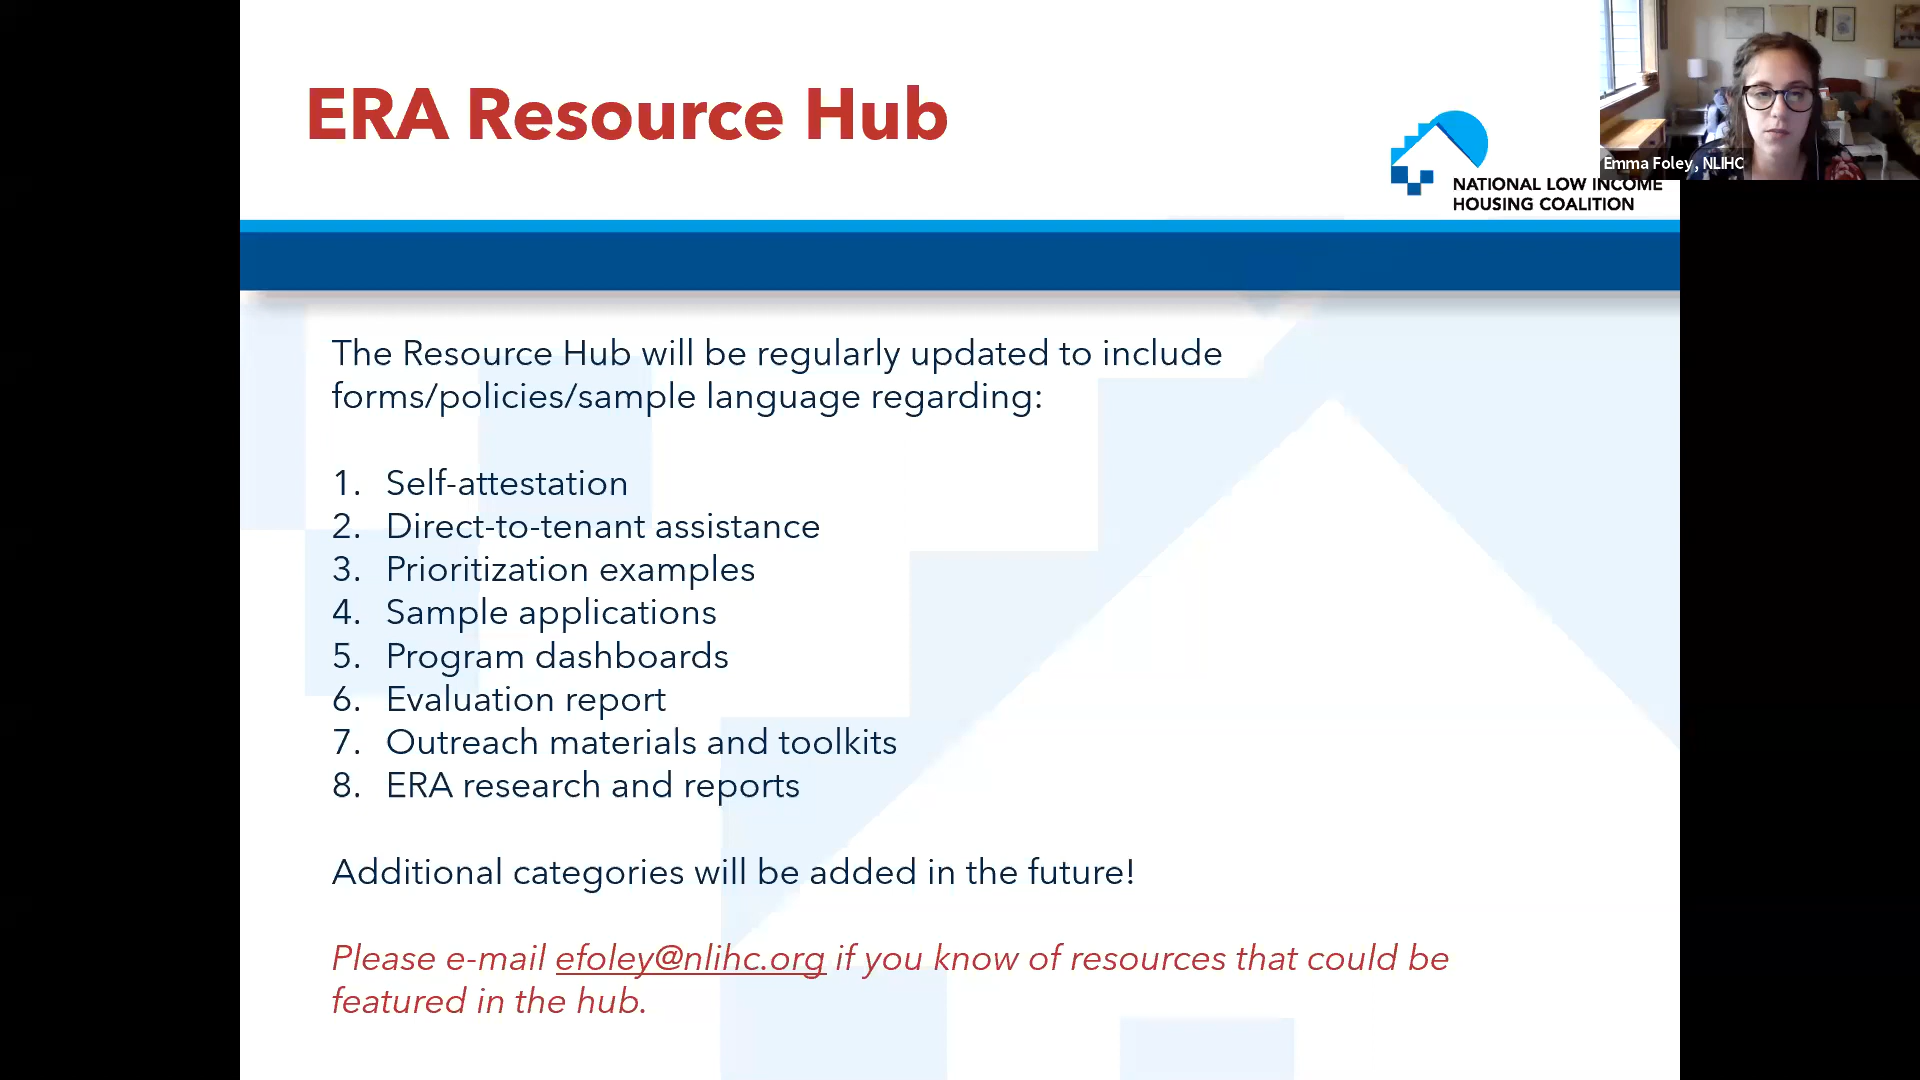 ERA Resource Hub
Emma Foley, NLIHC
NATIONAL LOW INCOME
HOUSING COALITION
The Resource Hub will be regularly updated to include
forms/policies/sample language regarding:
1. Self-attestation
2. Direct-to-tenant assistance
3. Prioritization examples
4. Sample applications
5. Program dashboards
6. Evaluation report
7. Outreach materials and toolkits
8. ERA research and reports
Additional categories will be added in the future!
Please e-mail efoley@nlihc.org if you know of resources that could be
featured in the hub.